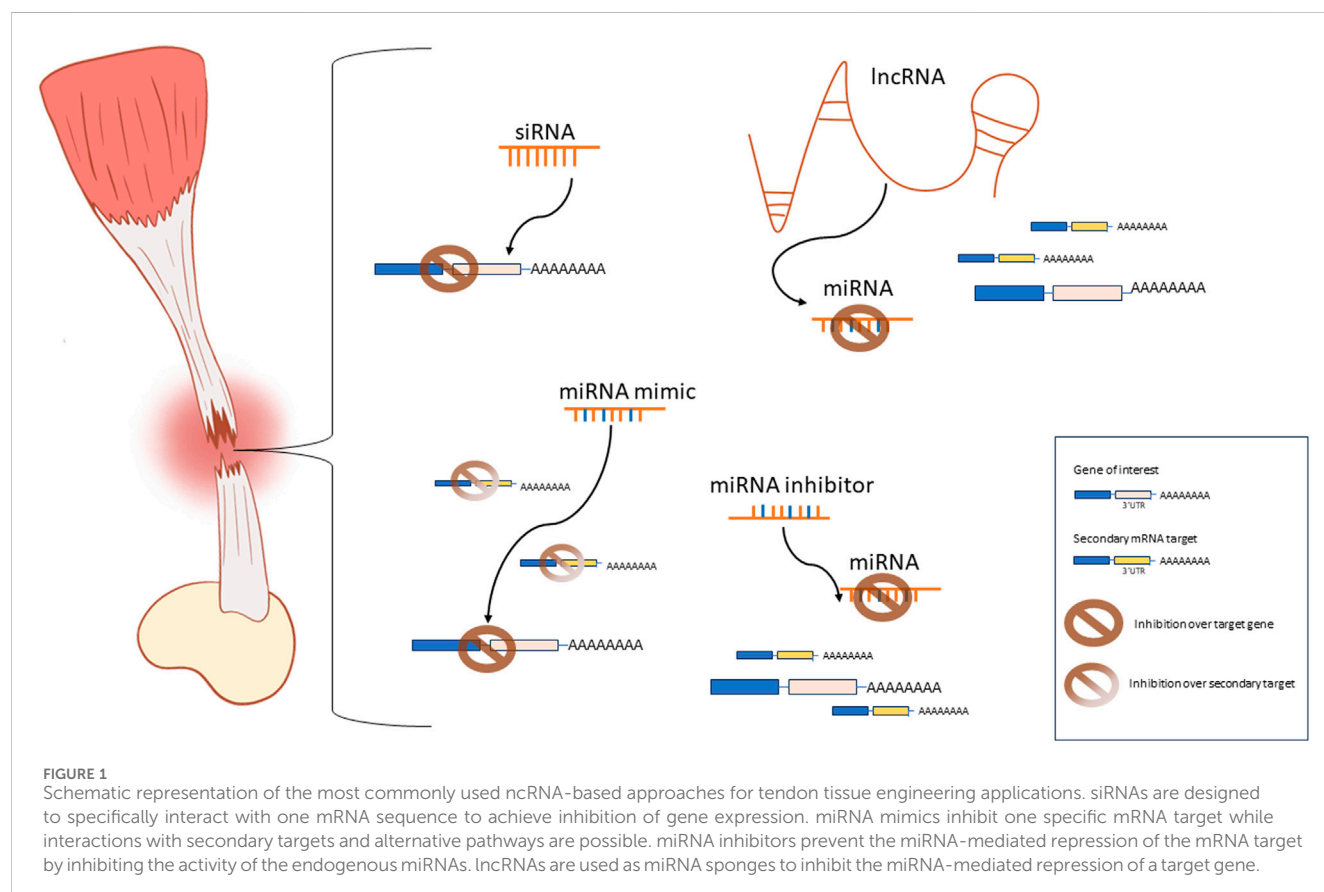 siRNA
AAAAAAAA
lncRNA
miRNA
AAAAAAAA
AAAAAAAA
AAAAAAAA
miRNA mimic
AAAAAAAA
AAAAAAAA
AAAAAAAA
miRNA inhibitor
miRNA
AAAAAAAA
AAAAAAAA
AAAAAAAA
Gene of interest
AAAAAAAA
3'UTR
Secondary mRNA target
AAAAAAAA
3'UTR
Inhibition over target gene
Inhibition over secondary target
FIGURE 1
Schematic representation of the most commonly used ncRNA-based approaches for tendon tissue engineering applications. siRNAs are designed
to specifically interact with one mRNA sequence to achieve inhibition of gene expression. miRNA mimics inhibit one specific mRNA target while
interactions with secondary targets and alternative pathways are possible. miRNA inhibitors prevent the miRNA-mediated repression of the mRNA target
by inhibiting the activity of the endogenous miRNAs. lncRNAs are used as miRNA sponges to inhibit the miRNA-mediated repression of a target gene.